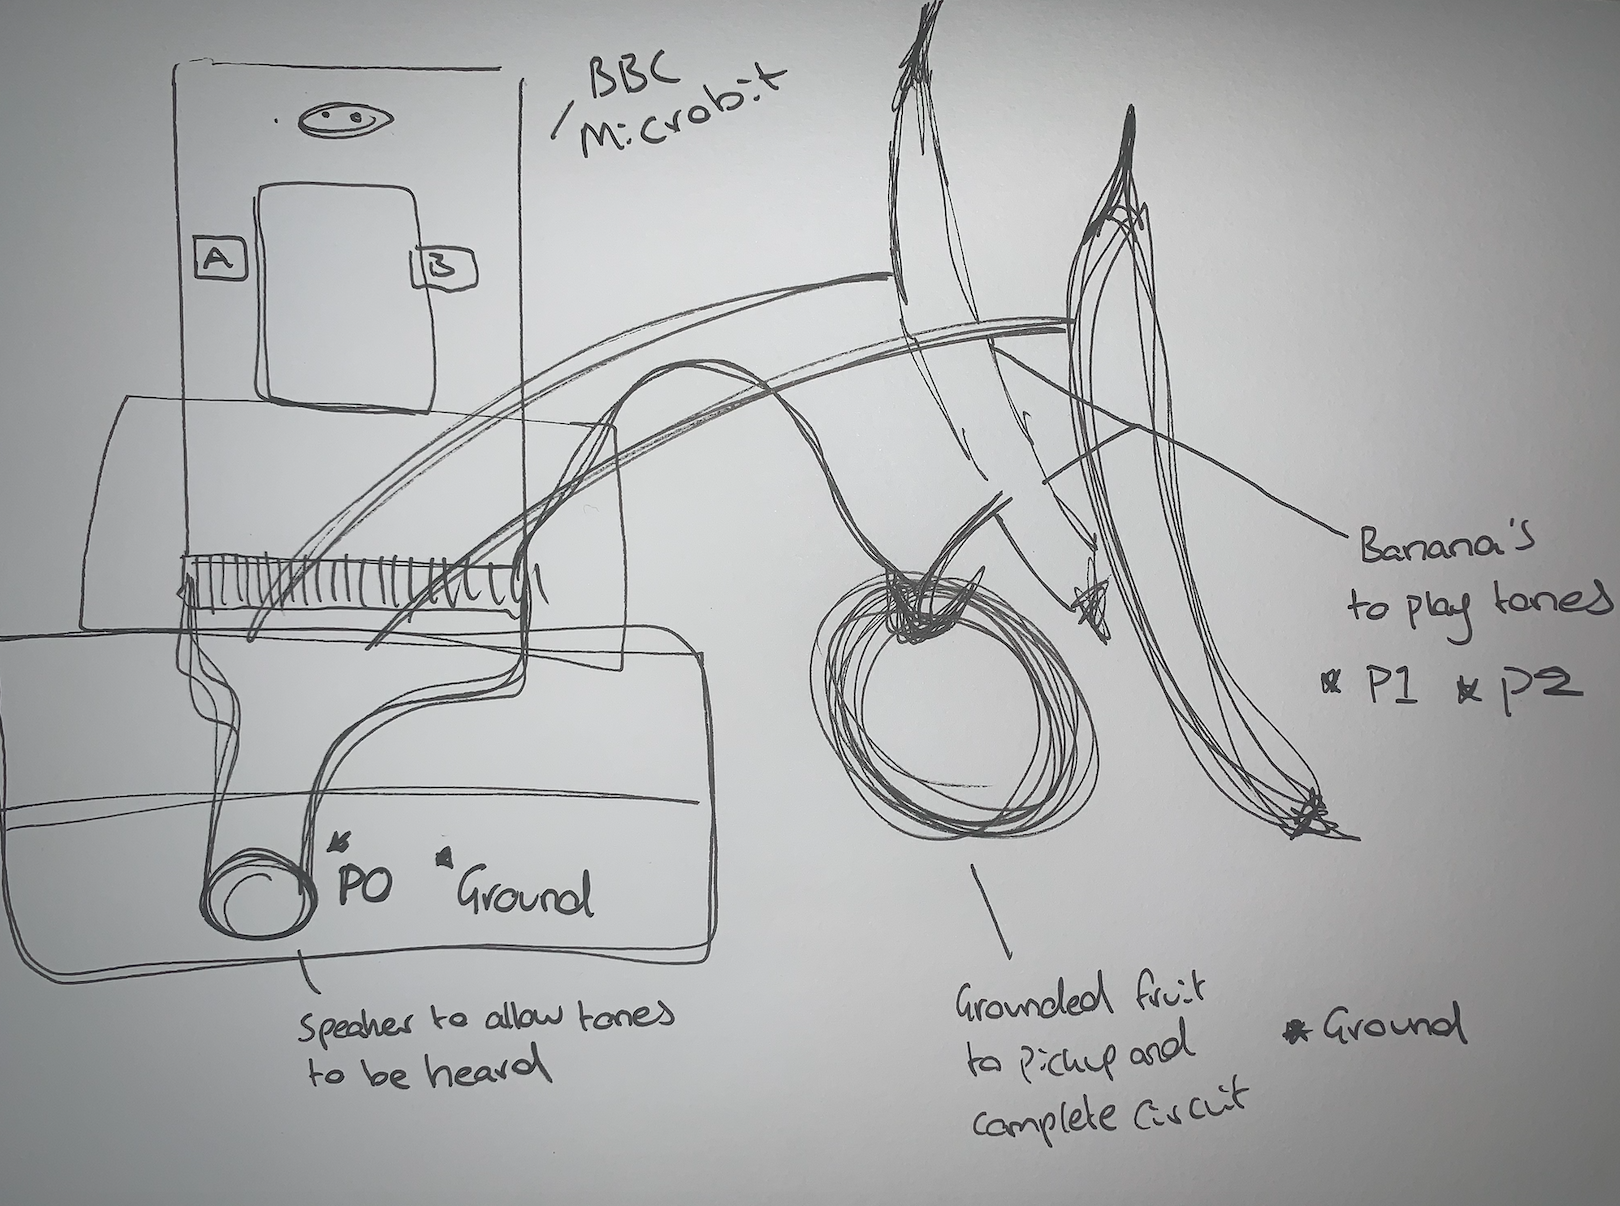 BBC
Microbit
A
B
Banana's
to play tones
* P1 * P2
* P0 * Ground
Speaker to allow tones
to be heard
Grounded fruit
to pickup and
complete circuit
* Ground